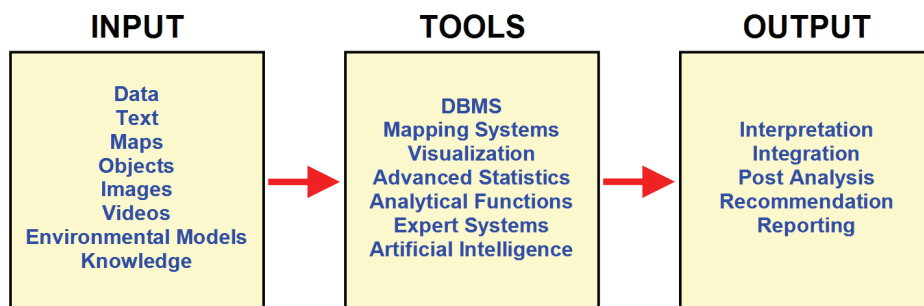 INPUT
Data
Text
Maps
Objects
Images
Videos
Environmental Models
Knowledge
TOOLS
DBMS
Mapping Systems
Visualization
Advanced Statistics
Analytical Functions
Expert Systems
Artificial Intelligence
OUTPUT
Interpretation
Integration
Post Analysis
Recommendation
Reporting